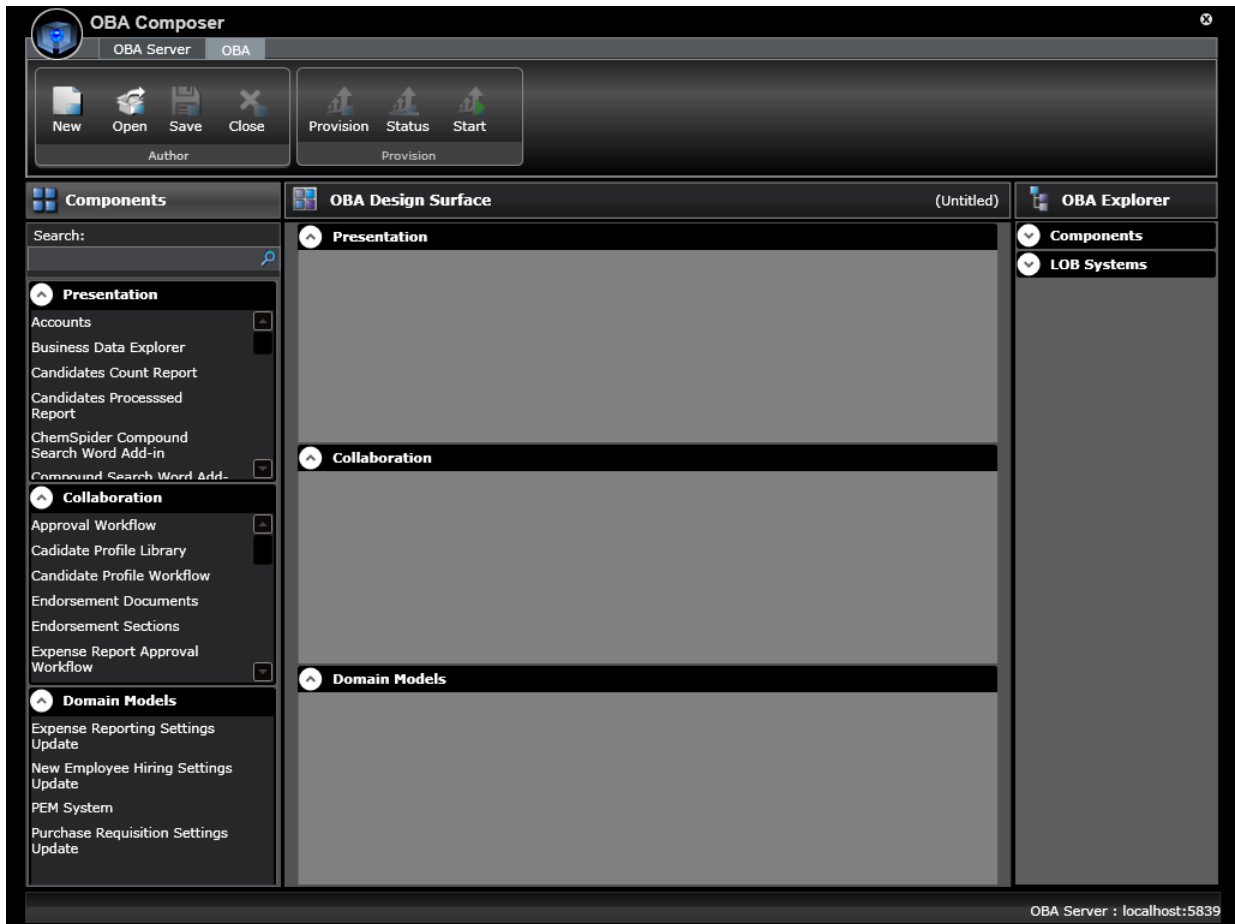 OBA Composer
OBA Server OBA
New Open Save Close
Author
Provision Status Start
Provision
Components
Search:
Presentation
Accounts
Business Data Explorer
Candidates Count Report
Candidates Processsed
Report
ChemSpider Compound
Search Word Add-in
Compound Search Word Add-
Collaboration
Approval Workflow
Cadidate Profile Library
Candidate Profile Workflow
Endorsement Documents
Endorsement Sections
Expense Report Approval
Workflow
Domain Models
Expense Reporting Settings
Update
New Employee Hiring Settings
Update
PEM System
Purchase Requisition Settings
Update
OBA Design Surface (Untitled)
Presentation
Collaboration
Domain Models
OBA Explorer
Components
LOB Systems
OBA Server : localhost:5839